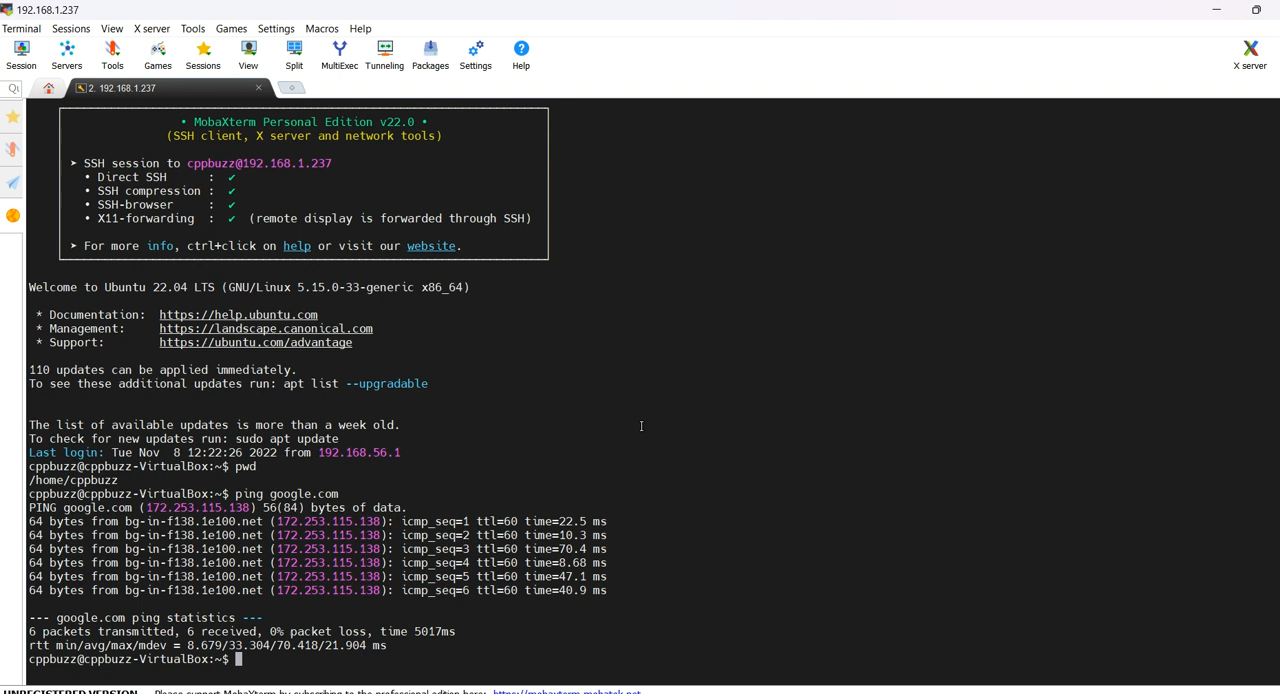 192.168.1.237
Terminal Sessions View X server Tools Games Settings Macros Help
Session Servers Tools Games Sessions View Split MultiExec Tunneling Packages Settings Help X server
Qu 2. 192.168.1.237
• MobaXterm Personal Edition v22.0 •
(SSH client, X server and network tools)
➤ SSH session to cppbuzz@192.168.1.237
• Direct SSH : ✔
• SSH compression : ✔
• SSH-browser : ✔
• X11-forwarding : ✔ (remote display is forwarded through SSH)
➤ For more info, ctrl+click on help or visit our website.
Welcome to Ubuntu 22.04 LTS (GNU/Linux 5.15.0-33-generic x86_64)
* Documentation: https://help.ubuntu.com
* Management: https://landscape.canonical.com
* Support: https://ubuntu.com/advantage
110 updates can be applied immediately.
To see these additional updates run: apt list --upgradable
The list of available updates is more than a week old.
To check for new updates run: sudo apt update
Last login: Tue Nov 8 12:22:26 2022 from 192.168.56.1
cppbuzz@cppbuzz-VirtualBox:~$ pwd
/home/cppbuzz
cppbuzz@cppbuzz-VirtualBox:~$ ping google.com
PING google.com (172.253.115.138) 56(84) bytes of data.
64 bytes from bg-in-f138.1e100.net (172.253.115.138): icmp_seq=1 ttl=60 time=22.5 ms
64 bytes from bg-in-f138.1e100.net (172.253.115.138): icmp_seq=2 ttl=60 time=10.3 ms
64 bytes from bg-in-f138.1e100.net (172.253.115.138): icmp_seq=3 ttl=60 time=70.4 ms
64 bytes from bg-in-f138.1e100.net (172.253.115.138): icmp_seq=4 ttl=60 time=8.68 ms
64 bytes from bg-in-f138.1e100.net (172.253.115.138): icmp_seq=5 ttl=60 time=47.1 ms
64 bytes from bg-in-f138.1e100.net (172.253.115.138): icmp_seq=6 ttl=60 time=40.9 ms
--- google.com ping statistics ---
6 packets transmitted, 6 received, 0% packet loss, time 5017ms
rtt min/avg/max/mdev = 8.679/33.304/70.418/21.904 ms
cppbuzz@cppbuzz-VirtualBox:~$
UNREGISTERED VERSION - Please support MobaXterm by subscribing to the professional edition here: https://mobaxterm.mobatek.net